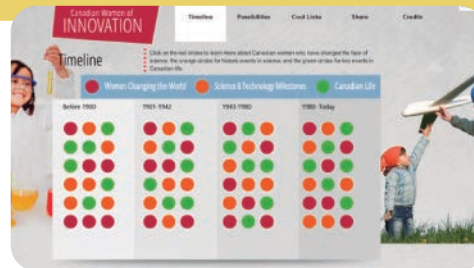 Canadian Women of
INNOVATION
Timeline
Possibilities
Cool Links
Share
Credits
Timeline
Click on the red circles to learn more about Canadian women who have changed the face of
science, the orange circles for historic events in science, and the green circles for key events in
Canadian life.
Women Changing the World
Science & Technology Milestones
Canadian Life
Before 1900
1901-1942
1943-1980
1980- Today